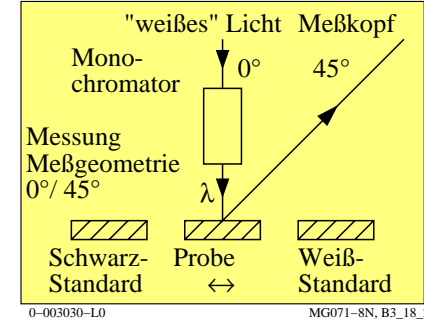 "weißes" Licht Meßkopf
Mono-
chromator
0°
45°
Messung
Meßgeometrie
0°/ 45°
λ
Schwarz-
Standard
Probe
↔
Weiß-
Standard
0–003030–L0
MG071–8N, B3_18_